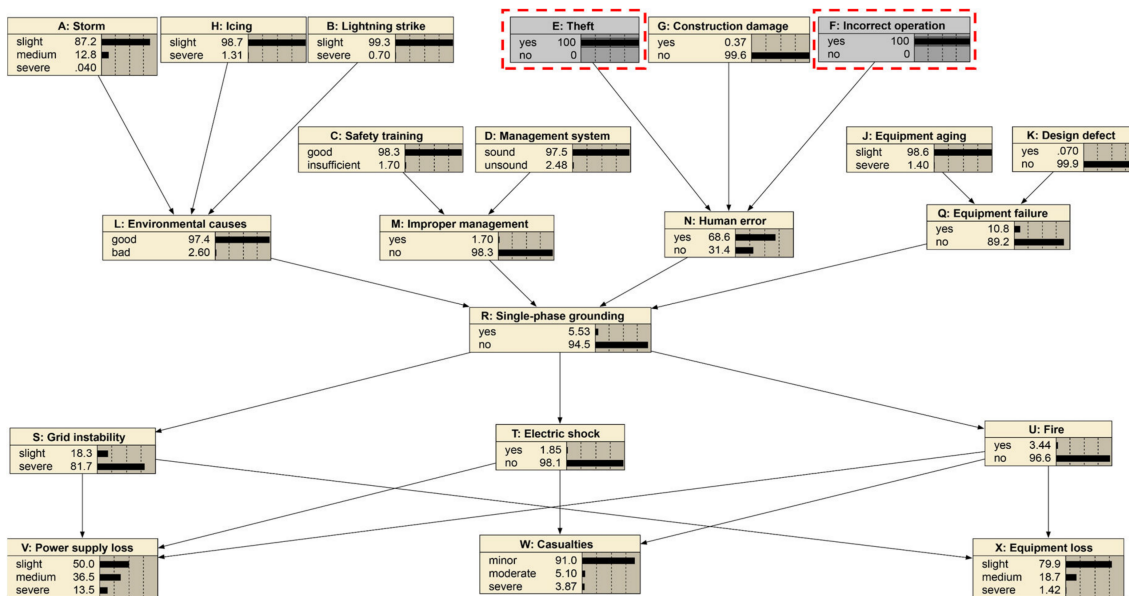 A: Storm
slight 87.2
medium 12.8
severe .040
H: Icing
slight 98.7
severe 1.31
B: Lightning strike
slight 99.3
severe 0.70
E: Theft
yes 100
no 0
G: Construction damage
yes 0.37
no 99.6
F: Incorrect operation
yes 100
no 0
C: Safety training
good 98.3
insufficient 1.70
D: Management system
sound 97.5
unsound 2.48
J: Equipment aging
slight 98.6
severe 1.40
K: Design defect
yes .070
no 99.9
L: Environmental causes
good 97.4
bad 2.60
M: Improper management
yes 1.70
no 98.3
N: Human error
yes 68.6
no 31.4
Q: Equipment failure
yes 10.8
no 89.2
R: Single-phase grounding
yes 5.53
no 94.5
S: Grid instability
slight 18.3
severe 81.7
T: Electric shock
yes 1.85
no 98.1
U: Fire
yes 3.44
no 96.6
V: Power supply loss
slight 50.0
medium 36.5
severe 13.5
W: Casualties
minor 91.0
moderate 5.10
severe 3.87
X: Equipment loss
slight 79.9
medium 18.7
severe 1.42